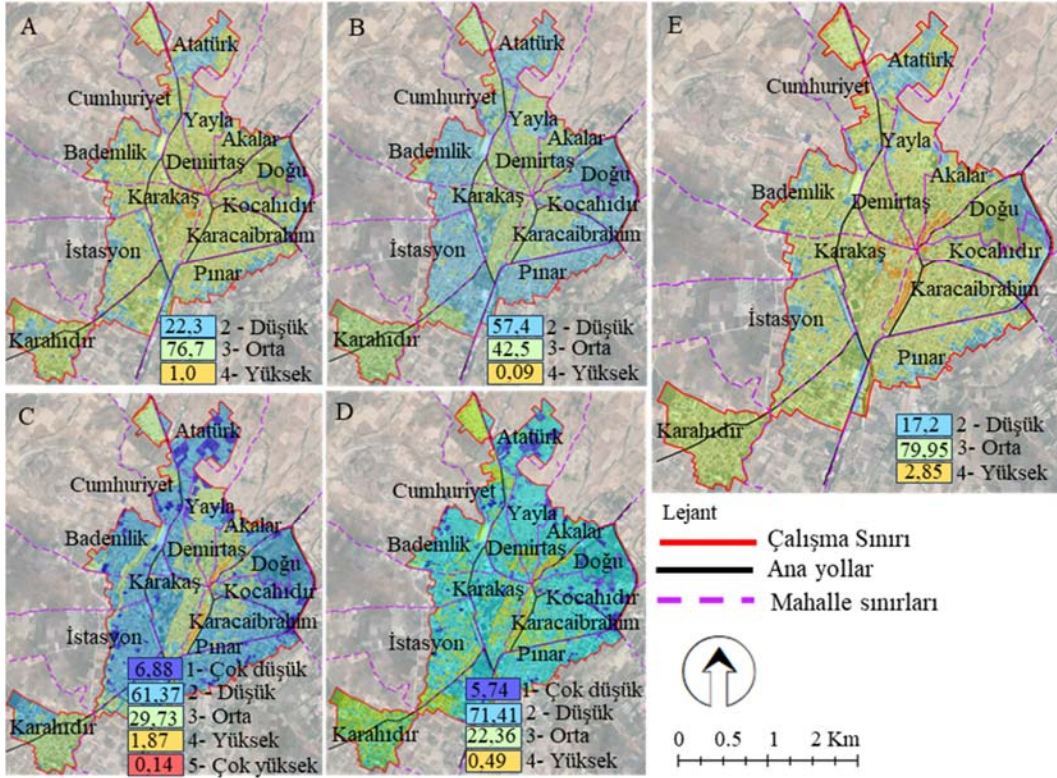 A
Atatürk
Cumhuriyet
Yayla
Akalar
Bademlik
Demirtaş
Doğu
Karakaş
Kocahıdır
İstasyon
Karacaibrahim
Pınar
Karahıdır
22,3 2 - Düşük
76,7 3- Orta
1,0 4- Yüksek
B
Atatürk
Cumhuriyet
Yayla
Akalar
Bademlik
Demirtaş
Doğu
Karakaş
Kocahıdır
İstasyon
Karacaibrahim
Pınar
Karahıdır
57,4 2 - Düşük
42,5 3- Orta
0,09 4- Yüksek
C
Atatürk
Cumhuriyet
Yayla
Akalar
Bademlik
Demirtaş
Doğu
Karakaş
Kocahıdır
Karacaibrahim
İstasyon
Pınar
Karahıdır
6,88 1- Çok düşük
61,37 2 - Düşük
29,73 3- Orta
1,87 4- Yüksek
0,14 5- Çok yüksek
D
Atatürk
Cumhuriyet
Yayla
Akalar
Bademlik
Demirtaş
Doğu
Karakaş
Kocahıdır
Karacaibrahim
İstasyon
Pınar
Karahıdır
5,74 1- Çok düşük
71,41 2 - Düşük
22,36 3- Orta
0,49 4- Yüksek
E
Atatürk
Cumhuriyet
Yayla
Akalar
Bademlik
Demirtaş
Doğu
Karakaş
Kocahıdır
Karacaibrahim
İstasyon
Pınar
Karahıdır
17,2 2 - Düşük
79,95 3- Orta
2,85 4- Yüksek
Lejant
Çalışma Sınırı
Ana yollar
Mahalle sınırları
0 0.5 1 2 Km